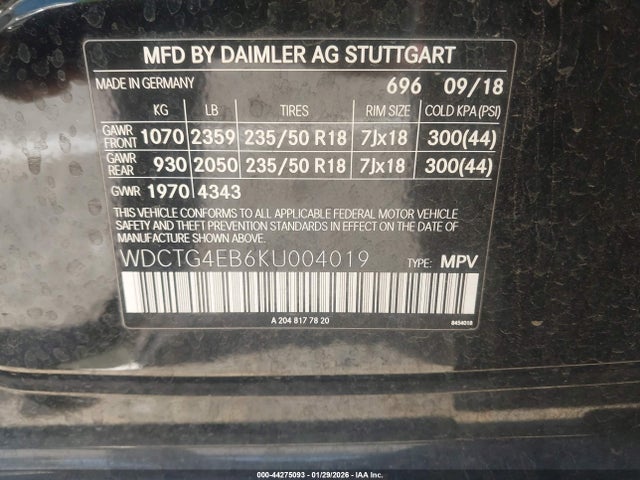 MFD BY DAIMLER AG STUTTGART
MADE IN GERMANY 696 09/18
KG LB TIRES RIM SIZE COLD KPA(PSI)
GAWR FRONT 1070 2359 235/50 R18 7Jx18 300(44)
GAWR REAR 930 2050 235/50 R18 7Jx18 300(44)
GVWR 1970 4343
THIS VEHICLE CONFORMS TO ALL APPLICABLE FEDERAL MOTOR VEHICLE
SAFETY AND THEFT PREVENTION STANDARDS IN EFFECT ON THE DATE
OF MANUFACTURE SHOWN ABOVE.
WDCTG4EB6KU004019 TYPE: MPV
A 204 817 78 20 8454018
000-44275093 - 01/29/2026 - IAA Inc.